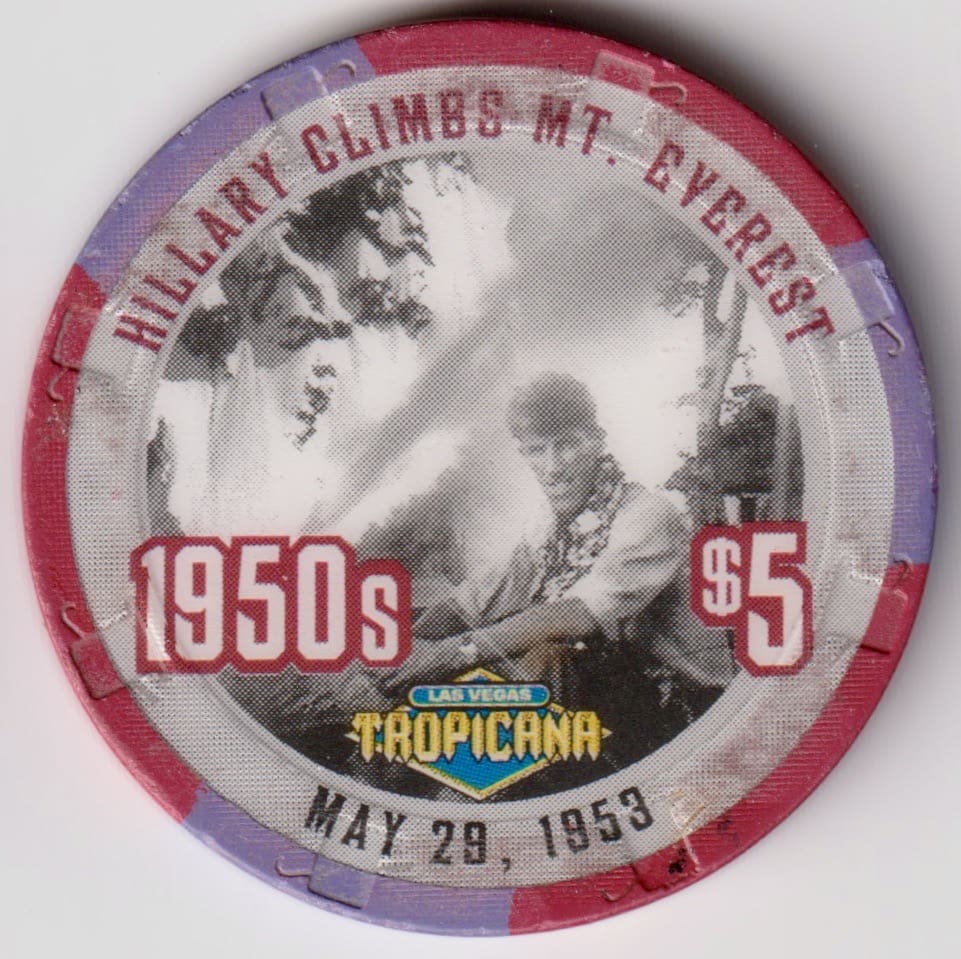 HILLARY CLIMBS MT. EVEREST
1950s
$5
LAS VEGAS
TROPICANA
MAY 29, 1953